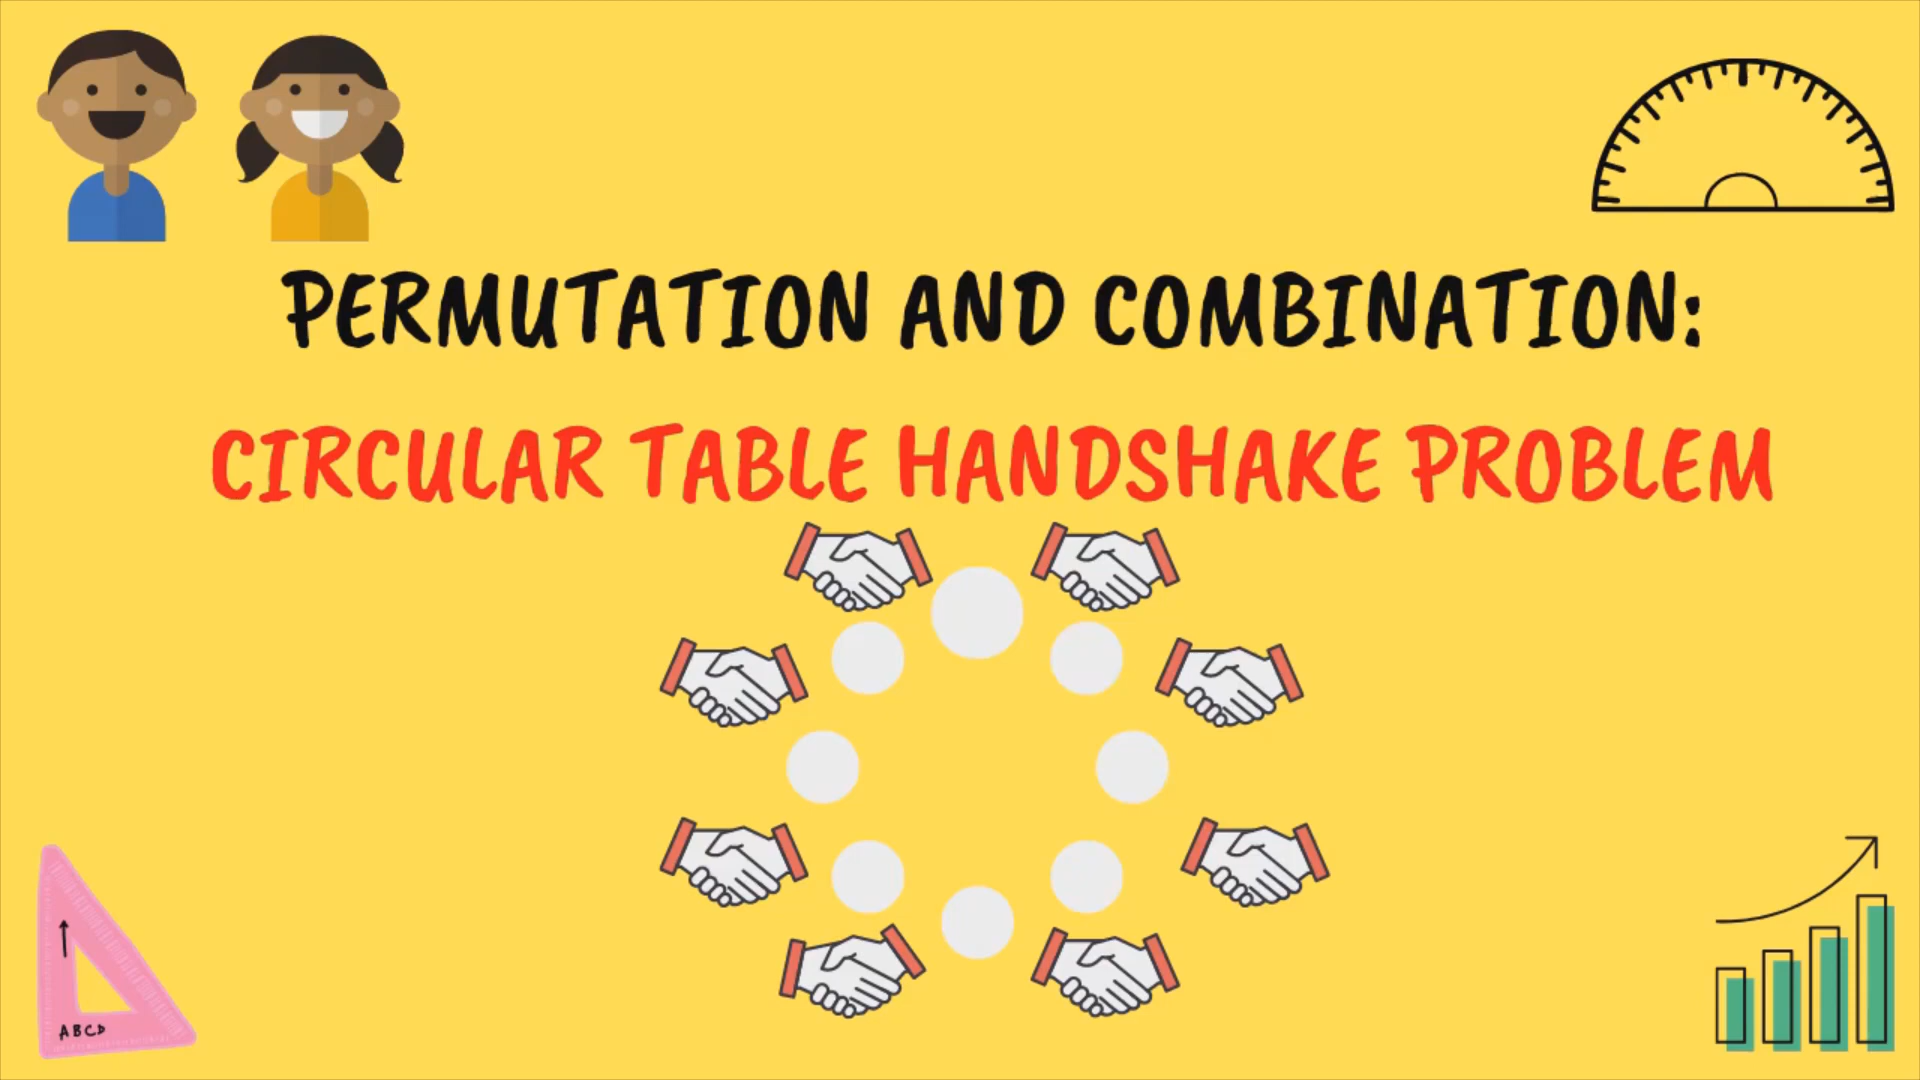 PERMUTATION AND COMBINATION:
CIRCULAR TABLE HANDSHAKE PROBLEM
ABCD